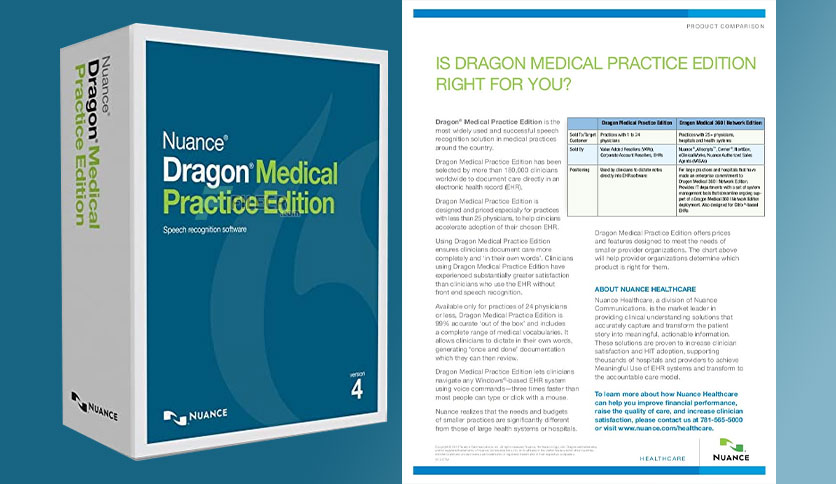 Nuance®
Dragon® Medical
Practice Edition
NUANCE
Nuance®
Dragon® Medical
Practice Edition
Speech recognition software
version
4
NUANCE
PRODUCT COMPARISON
IS DRAGON MEDICAL PRACTICE EDITION
RIGHT FOR YOU?
Dragon® Medical Practice Edition is the
most widely used and successful speech
recognition solution in medical practices
around the country.
Dragon Medical Practice Edition has been
selected by more than 180,000 clinicians
worldwide to document care directly in an
electronic health record (EHR).
Dragon Medical Practice Edition is
designed and priced especially for practices
with less than 25 physicians, to help clinicians
accelerate adoption of their chosen EHR.
Using Dragon Medical Practice Edition
ensures clinicians document care more
completely and 'in their own words'. Clinicians
using Dragon Medical Practice Edition have
experienced substantially greater satisfaction
than clinicians who use the EHR without
front end speech recognition.
Available only for practices of 24 physicians
or less, Dragon Medical Practice Edition is
99% accurate 'out of the box' and includes
a complete range of medical vocabularies. It
allows clinicians to dictate in their own words,
generating 'once and done' documentation
which they can then review.
Dragon Medical Practice Edition lets clinicians
navigate any Windows®-based EHR system
using voice commands—three times faster than
most people can type or click with a mouse.
Nuance realizes that the needs and budgets
of smaller practices are significantly different
from those of large health systems or hospitals.
Dragon Medical Practice Edition
Dragon Medical 360 | Network Edition
Sold To/Target
Customer
Practices with 1 to 24
physicians
Practices with 25+ physicians,
hospitals and health systems
Sold By
Value Added Resellers (VARs),
Corporate Account Resellers, EHRs
Nuance, Allscripts, Cerner, NextGen,
eClinicalWorks, Nuance Authorized Sales
Agents
Positioning
Used by clinicians to dictate notes
directly into EHR software
For large practices and hospitals that have
made an enterprise commitment to
Dragon Medical 360 | Network Edition.
Provides IT departments with a set of system
management tools that streamline ongoing sup-
port of a Dragon Medical 360 | Network Edition
deployment. Also designed for Citrix®-based
EHRs
Dragon Medical Practice Edition offers prices
and features designed to meet the needs of
smaller provider organizations. The chart above
will help provider organizations determine which
product is right for them.
ABOUT NUANCE HEALTHCARE
Nuance Healthcare, a division of Nuance
Communications, is the market leader in
providing clinical understanding solutions that
accurately capture and transform the patient
story into meaningful, actionable information.
These solutions are proven to increase clinician
satisfaction and HIT adoption, supporting
thousands of hospitals and providers to achieve
Meaningful Use of EHR systems and transform to
the accountable care model.
To learn more about how Nuance Healthcare
can help you improve financial performance,
raise the quality of care, and increase clinician
satisfaction, please contact us at 781-565-5000
or visit www.nuance.com/healthcare.
HEALTHCARE
NUANCE